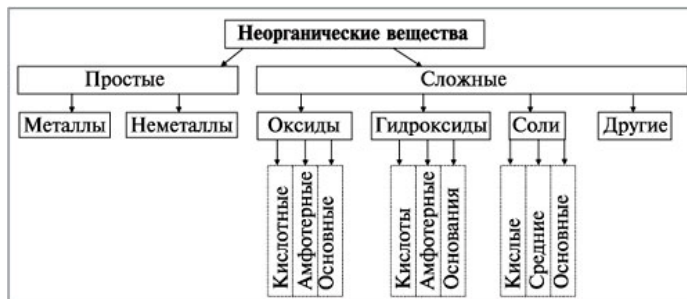 Неорганические вещества
Простые
Сложные
Металлы
Неметаллы
Оксиды
Гидроксиды
Соли
Другие
Кислотные
Амфотерные
Основные
Кислоты
Амфотерные
Основания
Кислые
Средние
Основные